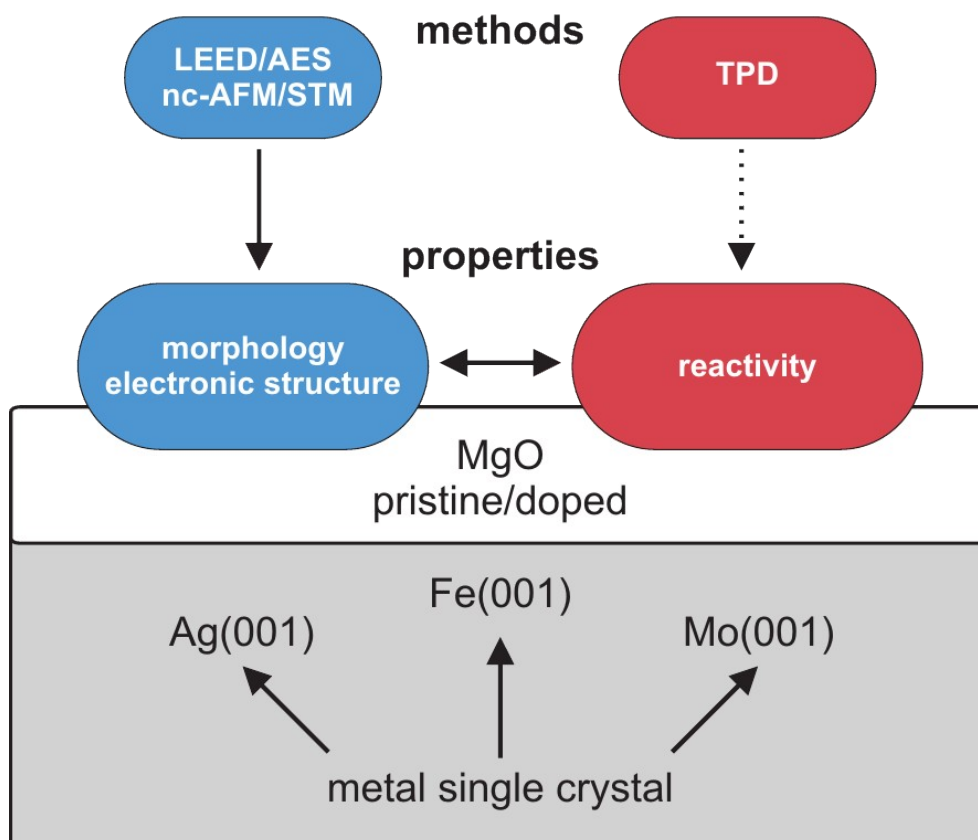 methods
LEED/AES
nc-AFM/STM
TPD
properties
morphology
electronic structure
reactivity
MgO
pristine/doped
Fe(001)
Ag(001)
Mo(001)
metal single crystal